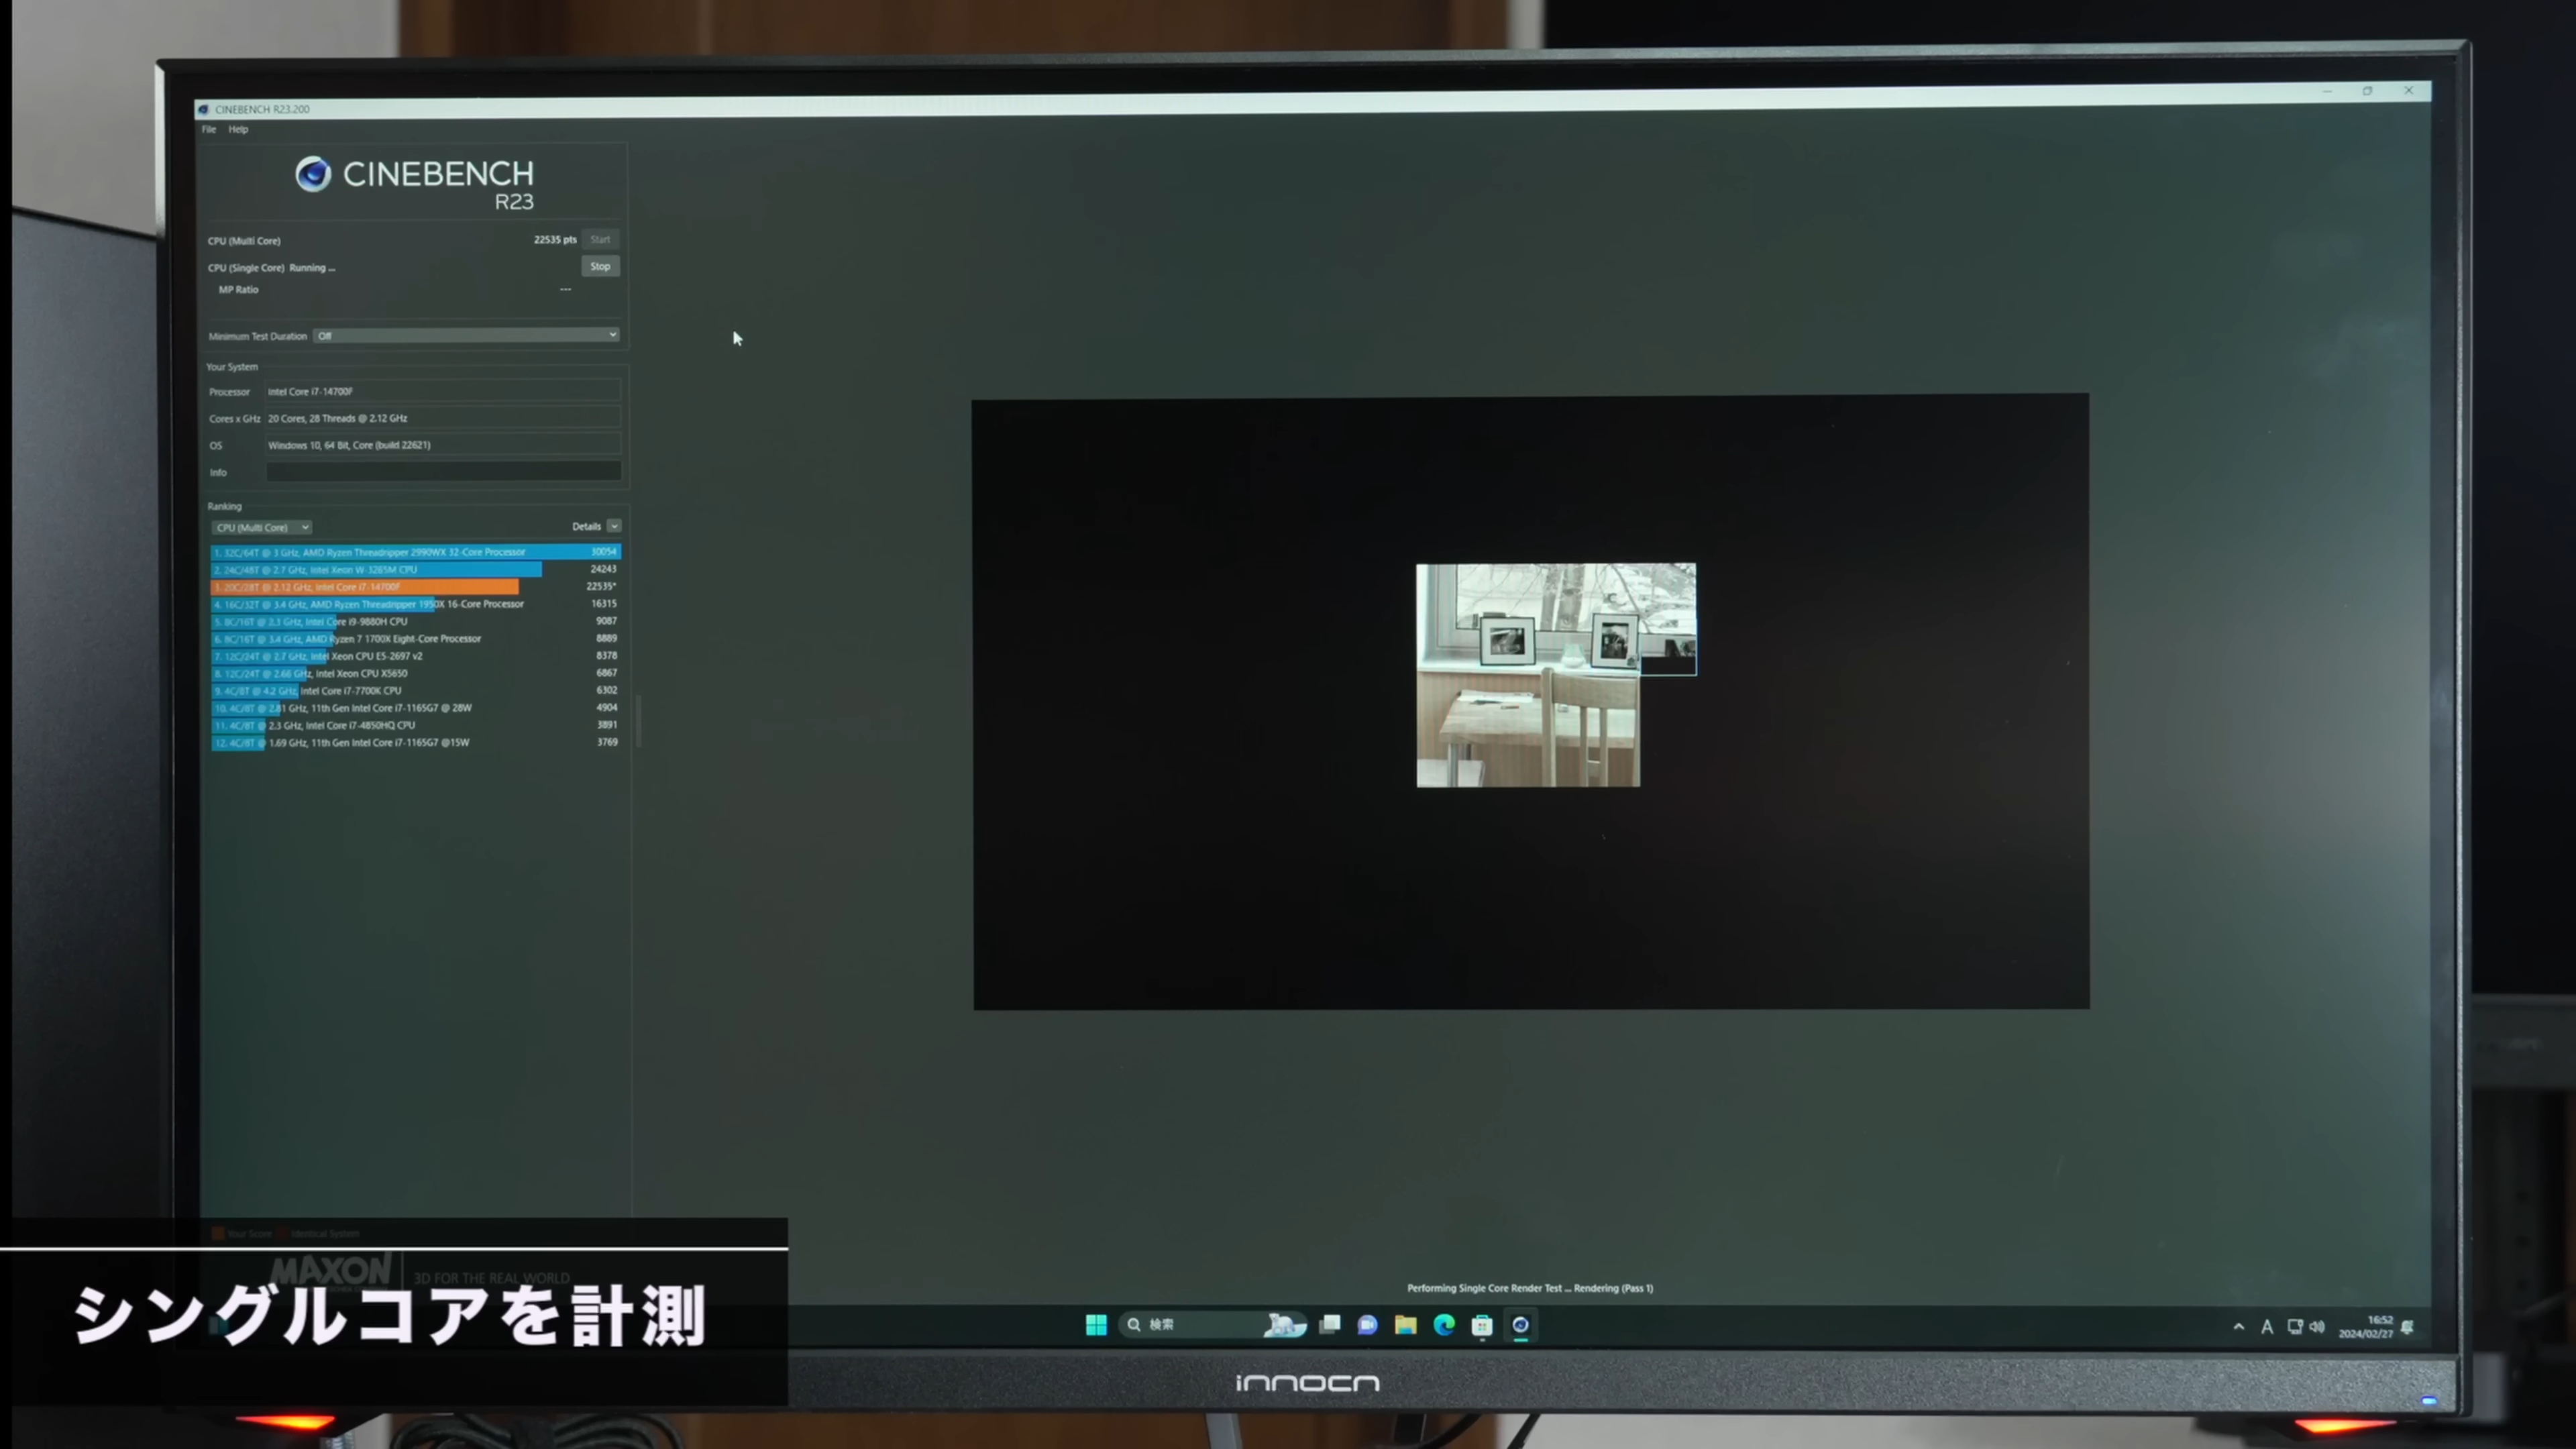 CINEBENCH R23.200
File Help
CINEBENCH
R23
CPU (Multi Core) 22535 pts Start
CPU (Single Core) Running ... Stop
MP Ratio ---
Minimum Test Duration Off
Your System
Processor Intel Core i7-14700F
Cores x GHz 20 Cores, 28 Threads @ 2.12 GHz
OS Windows 10, 64 Bit, Core (build 22621)
Info
Ranking
CPU (Multi Core) Details
1. 32C/64T @ 3 GHz, AMD Ryzen Threadripper 2990WX 32-Core Processor 30054
2. 24C/48T @ 2.7 GHz, Intel Xeon W-3265M CPU 24243
3. 20C/28T @ 2.12 GHz, Intel Core i7-14700F 22535*
4. 16C/32T @ 3.4 GHz, AMD Ryzen Threadripper 1950X 16-Core Processor 16315
5. 8C/16T @ 2.3 GHz, Intel Core i9-9880H CPU 9087
6. 8C/16T @ 3.4 GHz, AMD Ryzen 7 1700X Eight-Core Processor 8889
7. 12C/24T @ 2.7 GHz, Intel Xeon CPU E5-2697 v2 8378
8. 12C/24T @ 2.66 GHz, Intel Xeon CPU X5650 6867
9. 4C/8T @ 4.2 GHz, Intel Core i7-7700K CPU 6302
10. 4C/8T @ 2.81 GHz, 11th Gen Intel Core i7-1165G7 @ 28W 4904
11. 4C/8T @ 2.3 GHz, Intel Core i7-4850HQ CPU 3891
12. 4C/8T @ 1.69 GHz, 11th Gen Intel Core i7-1165G7 @15W 3769
Your Score Identical System
MAXON 3D FOR THE REAL WORLD
シングルコアを計測
Performing Single Core Render Test ... Rendering (Pass 1)
検索
A 16:52
2024/02/27
innocn